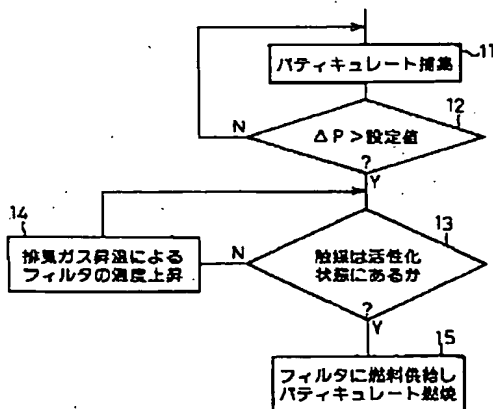 11
パティキュレート捕集
12
N
ΔP>設定値
?
Y
14
13
排気ガス昇温による
フィルタの温度上昇
N
触媒は活性化
状態にあるか
?
Y
15
フィルタに燃料供給し
パティキュレート燃焼